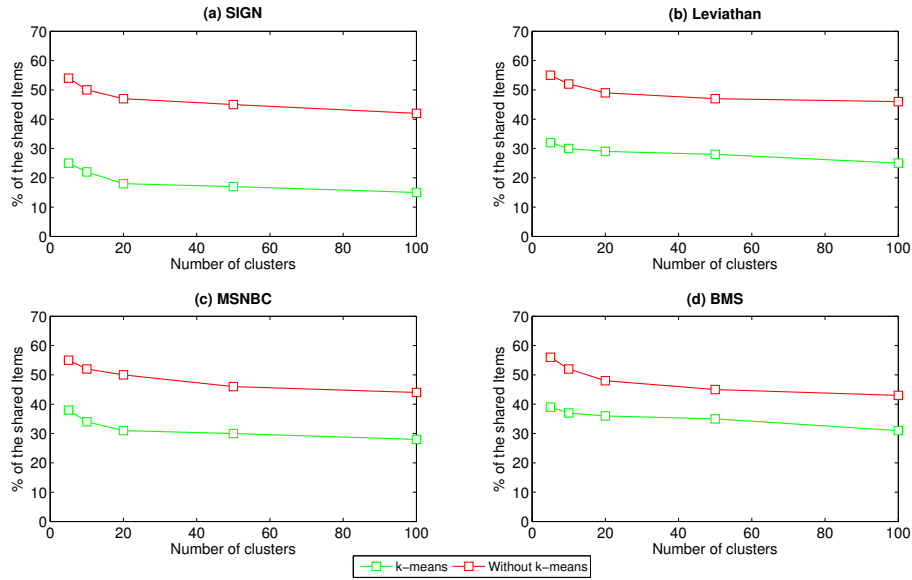 (a) SIGN
70
60
50
40
30
20
10
0
% of the shared Items
0 20 40 60 80 100
Number of clusters
(b) Leviathan
70
60
50
40
30
20
10
0
% of the shared Items
0 20 40 60 80 100
Number of clusters
(c) MSNBC
70
60
50
40
30
20
10
0
% of the shared Items
0 20 40 60 80 100
Number of clusters
(d) BMS
70
60
50
40
30
20
10
0
% of the shared Items
0 20 40 60 80 100
Number of clusters
k−means Without k−means